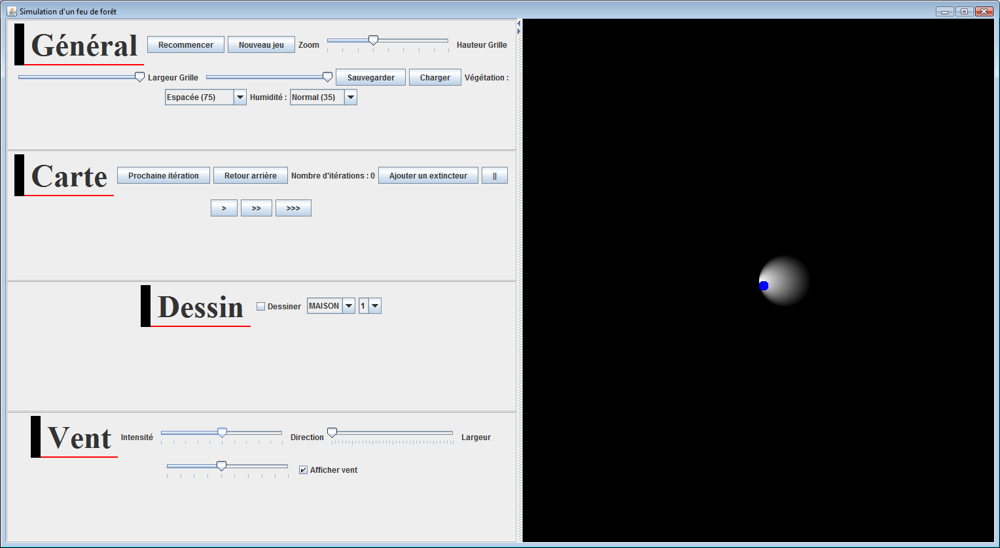 Simulation d'un feu de forêt
Général Recommencer Nouveau jeu Zoom Hauteur Grille
Largeur Grille Sauvegarder Charger Végétation :
Espacée (75) Humidité : Normal (35)
Carte Prochaine itération Retour arrière Nombre d'itérations : 0 Ajouter un extincteur ||
> >> >>>
Dessin Dessiner MAISON 1
Vent Intensité Direction Largeur
Afficher vent